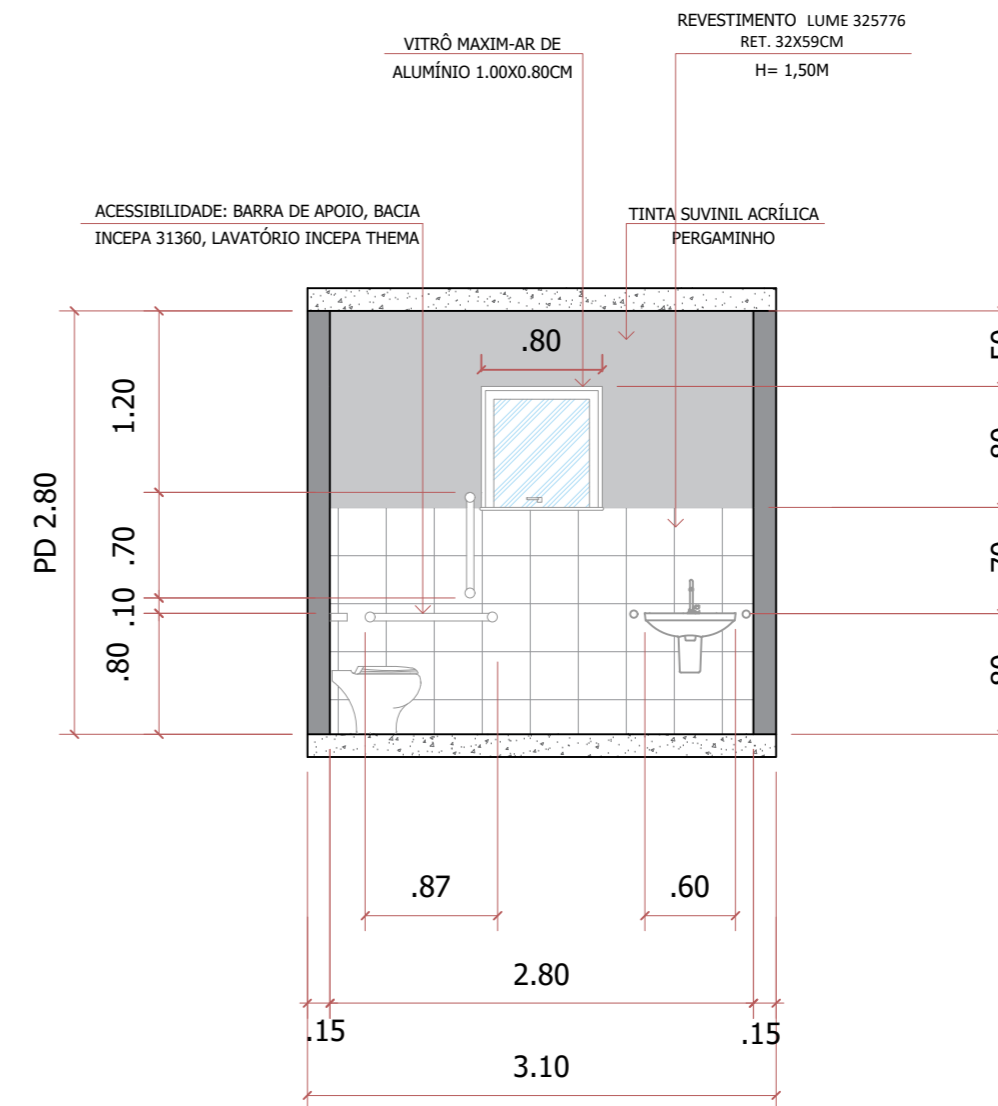 REVESTIMENTO LUME 325776
RET. 32X59CM
H= 1,50M
VITRÔ MAXIM-AR DE
ALUMÍNIO 1.00X0.80CM
ACESSIBILIDADE: BARRA DE APOIO, BACIA
INCEPA 31360, LAVATÓRIO INCEPA THEMA
TINTA SUVINIL ACRÍLICA
PERGAMINHO
.80
1.20
PD 2.80
.70
.10
.80
.87
.60
2.80
.15
.15
3.10